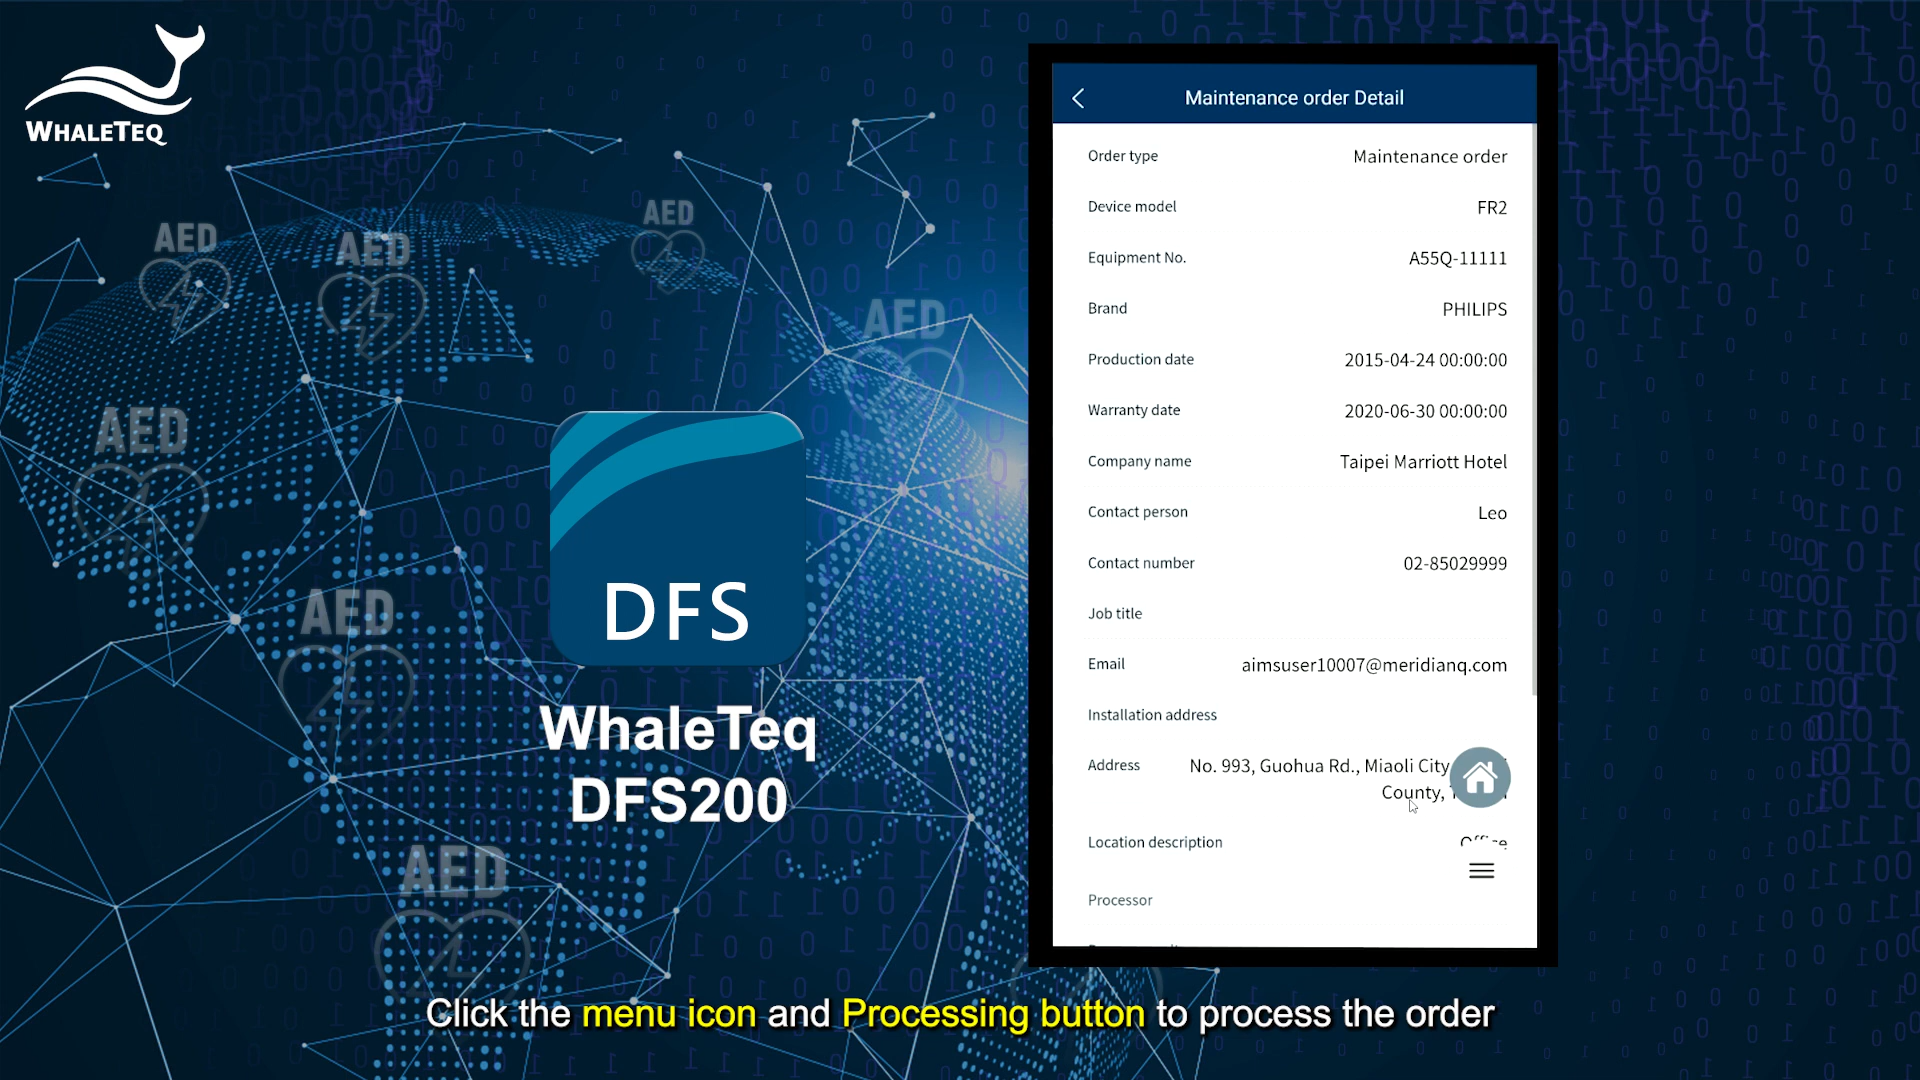 WHALETEQ
AED
AED
AED
AED
AED
AED
AED
DFS
WhaleTeq
DFS200
Maintenance order Detail
Order type Maintenance order
Device model FR2
Equipment No. A55Q-11111
Brand PHILIPS
Production date 2015-04-24 00:00:00
Warranty date 2020-06-30 00:00:00
Company name Taipei Marriott Hotel
Contact person Leo
Contact number 02-85029999
Job title
Email aimsuser10007@meridianq.com
Installation address
Address No. 993, Guohua Rd., Miaoli City
County,
Location description
Processor
Click the menu icon and Processing button to process the order